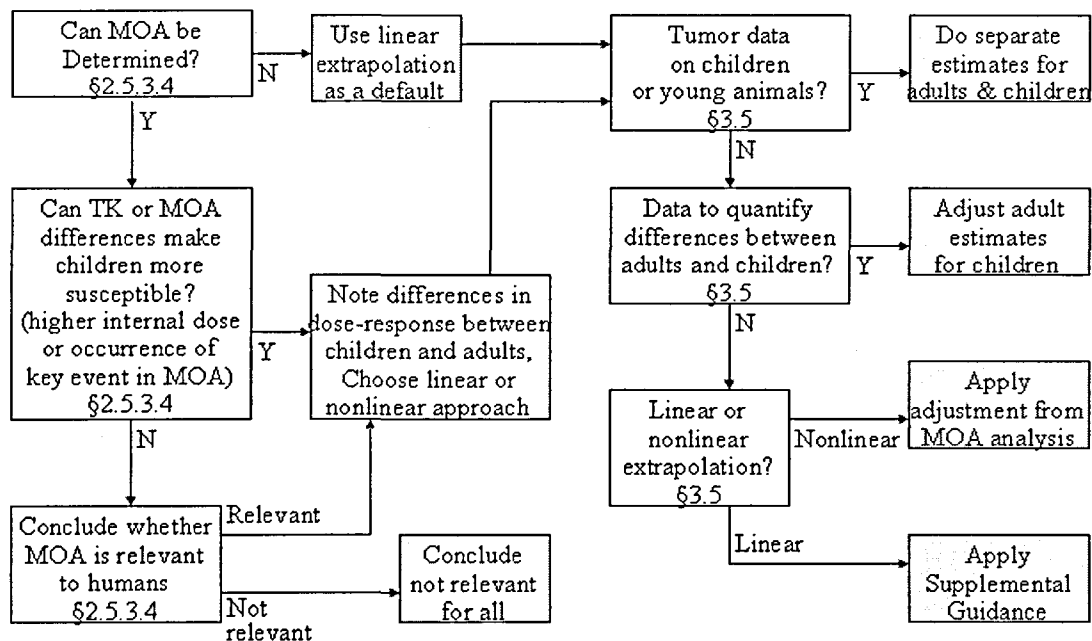 Can MOA be
Determined?
§2.5.3.4
N
Y
Use linear
extrapolation
as a default
Can TK or MOA
differences make
children more
susceptible?
(higher internal dose
or occurrence of
key event in MOA)
§2.5.3.4
Y
N
Note differences in
dose-response between
children and adults,
Choose linear or
nonlinear approach
Conclude whether
MOA is relevant
to humans
§2.5.3.4
Relevant
Not
relevant
Conclude
not relevant
for all
Tumor data
on children
or young animals?
§3.5
Y
N
Do separate
estimates for
adults & children
Data to quantify
differences between
adults and children?
§3.5
Y
N
Adjust adult
estimates
for children
Linear or
nonlinear
extrapolation?
§3.5
Nonlinear
Linear
Apply
adjustment from
MOA analysis
Apply
Supplemental
Guidance